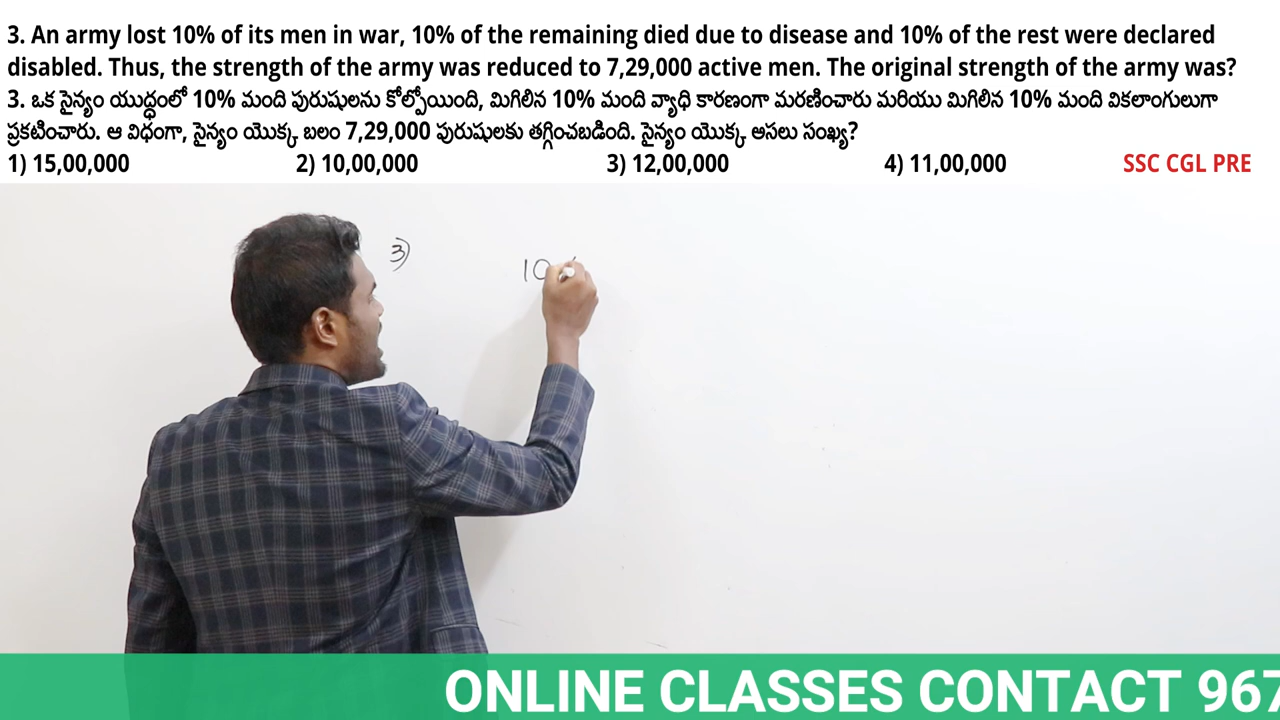 3. An army lost 10% of its men in war, 10% of the remaining died due to disease and 10% of the rest were declared
disabled. Thus, the strength of the army was reduced to 7,29,000 active men. The original strength of the army was?
3. ఒక సైన్యం యుద్ధంలో 10% మంది పురుషులను కోల్పోయింది, మిగిలిన 10% మంది వ్యాధి కారణంగా మరణించారు మరియు మిగిలిన 10% మంది వికలాంగులుగా
ప్రకటించారు. ఆ విధంగా, సైన్యం యొక్క బలం 7,29,000 పురుషులకు తగ్గించబడింది. సైన్యం యొక్క అసలు సంఖ్య?
1) 15,00,000 2) 10,00,000 3) 12,00,000 4) 11,00,000 SSC CGL PRE
3) 10
ONLINE CLASSES CONTACT 967